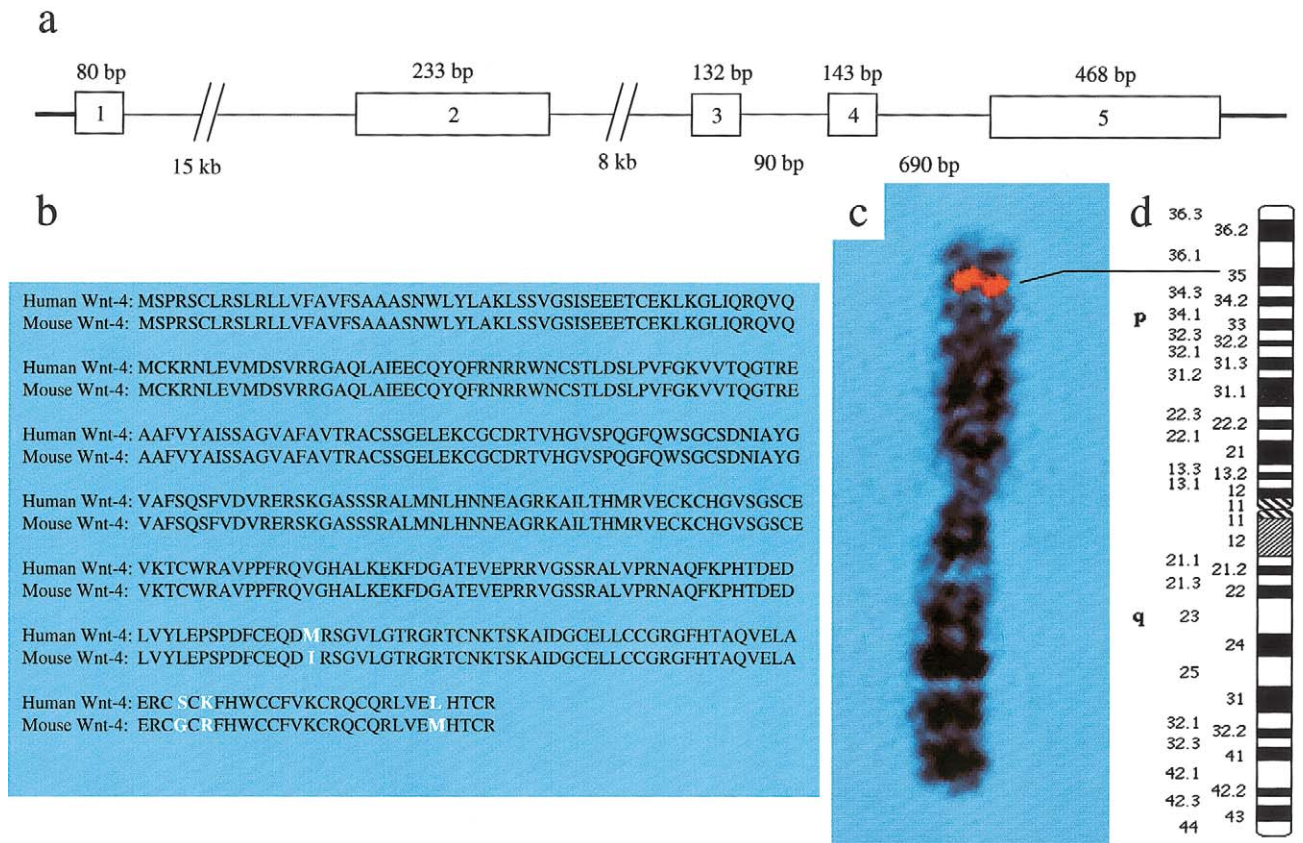 a
80 bp 233 bp 132 bp 143 bp 468 bp
1 2 3 4 5
15 kb 8 kb 90 bp 690 bp
b
Human Wnt-4: MSPRSCLRSLRLLVFAVFSAAASNWLYLAKLSSVGSISEEETCEKLKGLIQRQVQ
Mouse Wnt-4: MSPRSCLRSLRLLVFAVFSAAASNWLYLAKLSSVGSISEEETCEKLKGLIQRQVQ
Human Wnt-4: MCKRNLEVMDSVRRGAQLAIEECQYQFRNRRWNCSTLDSLPVFGKVVTQGTRE
Mouse Wnt-4: MCKRNLEVMDSVRRGAQLAIEECQYQFRNRRWNCSTLDSLPVFGKVVTQGTRE
Human Wnt-4: AAFVYAISSAGVAFAVTRACSSGELEKCGCDRTVHGVSPQGFQWSGCSDNIAYG
Mouse Wnt-4: AAFVYAISSAGVAFAVTRACSSGELEKCGCDRTVHGVSPQGFQWSGCSDNIAYG
Human Wnt-4: VAFSQSFVDVRERSKGASSSRALMNLHNNEAGRKAILTHMRVECKCHGVSGSCE
Mouse Wnt-4: VAFSQSFVDVRERSKGASSSRALMNLHNNEAGRKAILTHMRVECKCHGVSGSCE
Human Wnt-4: VKTCWRAVPPFRQVGHALKEKFDGATEVEPRRVGSSRALVPRNAQFKPHTDED
Mouse Wnt-4: VKTCWRAVPPFRQVGHALKEKFDGATEVEPRRVGSSRALVPRNAQFKPHTDED
Human Wnt-4: LVYLEPSPDFCEQDMRSGVLGTRGRTCNKTSKAIDGCELLCCGRGFHTAQVELA
Mouse Wnt-4: LVYLEPSPDFCEQD I RSGVLGTRGRTCNKTSKAIDGCELLCCGRGFHTAQVELA
Human Wnt-4: ERC SCKFHWCCFVKCRQCQRLVEL HTCR
Mouse Wnt-4: ERCGCRFHWCCFVKCRQCQRLVEMHTCR
c
d
36.3
36.2
36.1
35
34.3
34.2
p
34.1
33
32.3
32.2
32.1
31.3
31.2
31.1
22.3
22.2
22.1
21
13.3
13.2
13.1
12
11
11
12
21.1
21.2
21.3
22
q
23
24
25
31
32.1
32.2
32.3
41
42.1
42.2
42.3
43
44